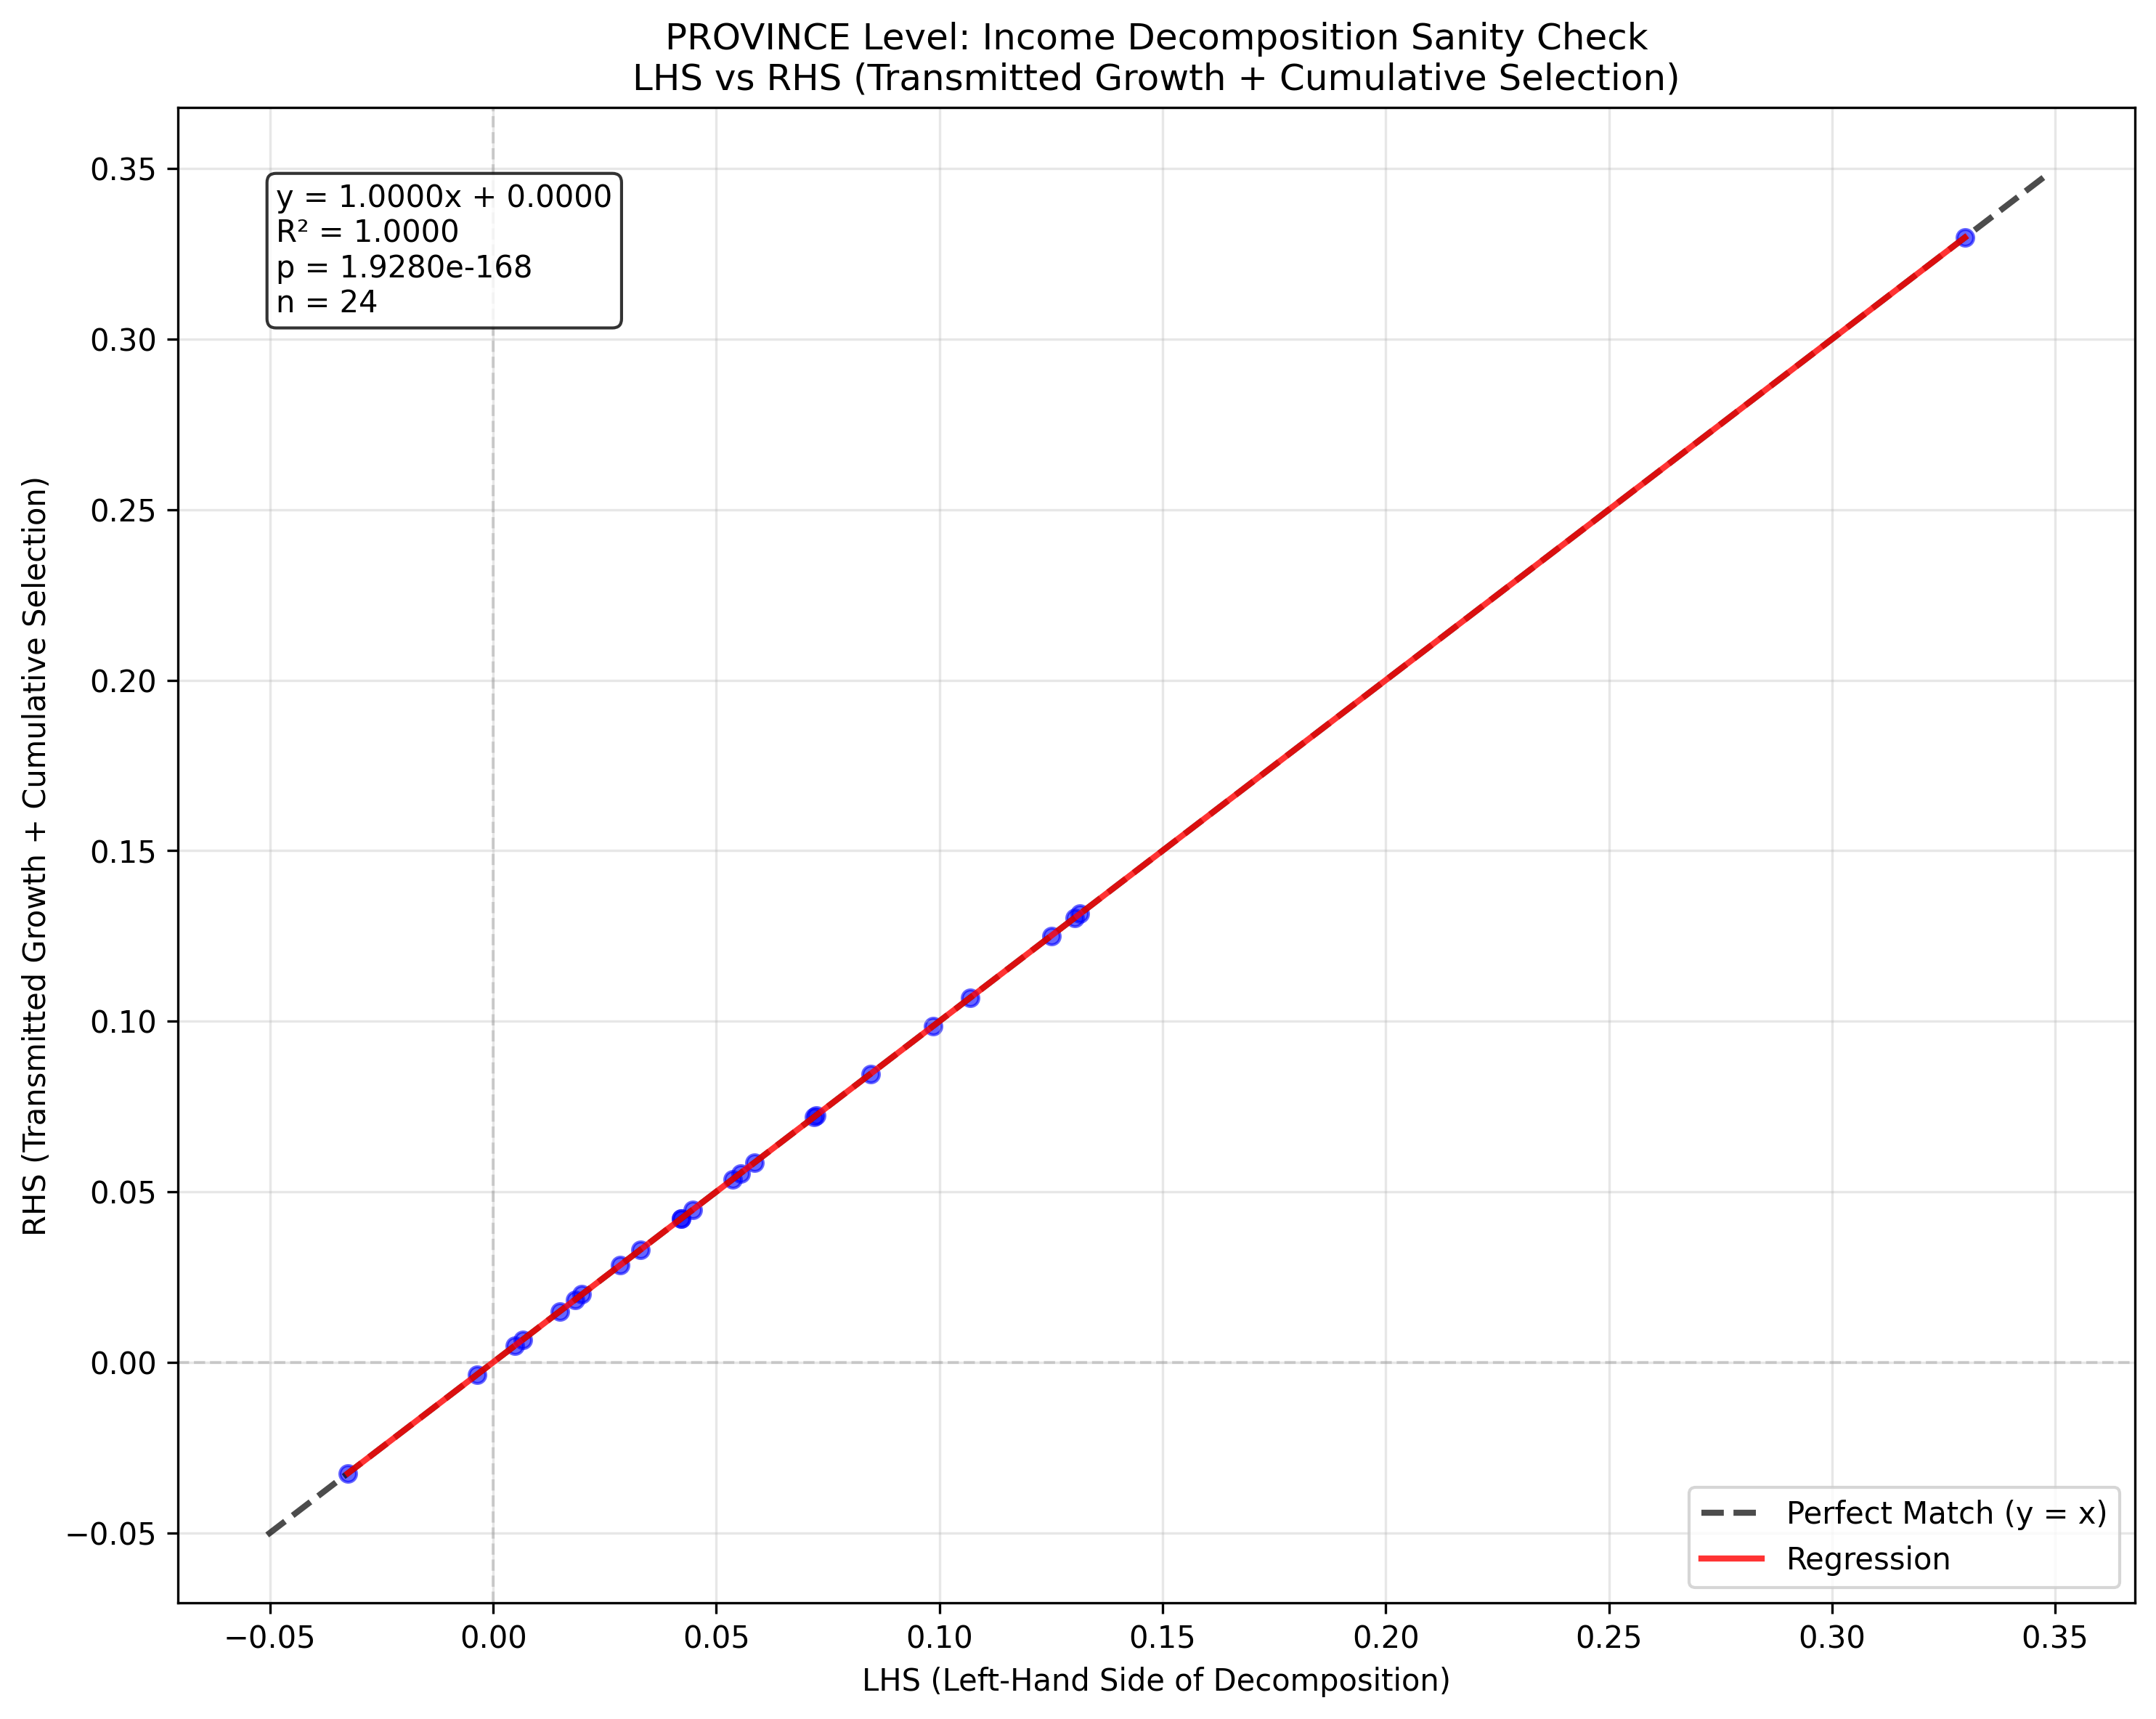 PROVINCE Level: Income Decomposition Sanity Check
LHS vs RHS (Transmitted Growth + Cumulative Selection)
y = 1.0000x + 0.0000
R² = 1.0000
p = 1.9280e-168
n = 24
RHS (Transmitted Growth + Cumulative Selection)
0.35
0.30
0.25
0.20
0.15
0.10
0.05
0.00
−0.05
Perfect Match (y = x)
Regression
−0.05 0.00 0.05 0.10 0.15 0.20 0.25 0.30 0.35
LHS (Left-Hand Side of Decomposition)